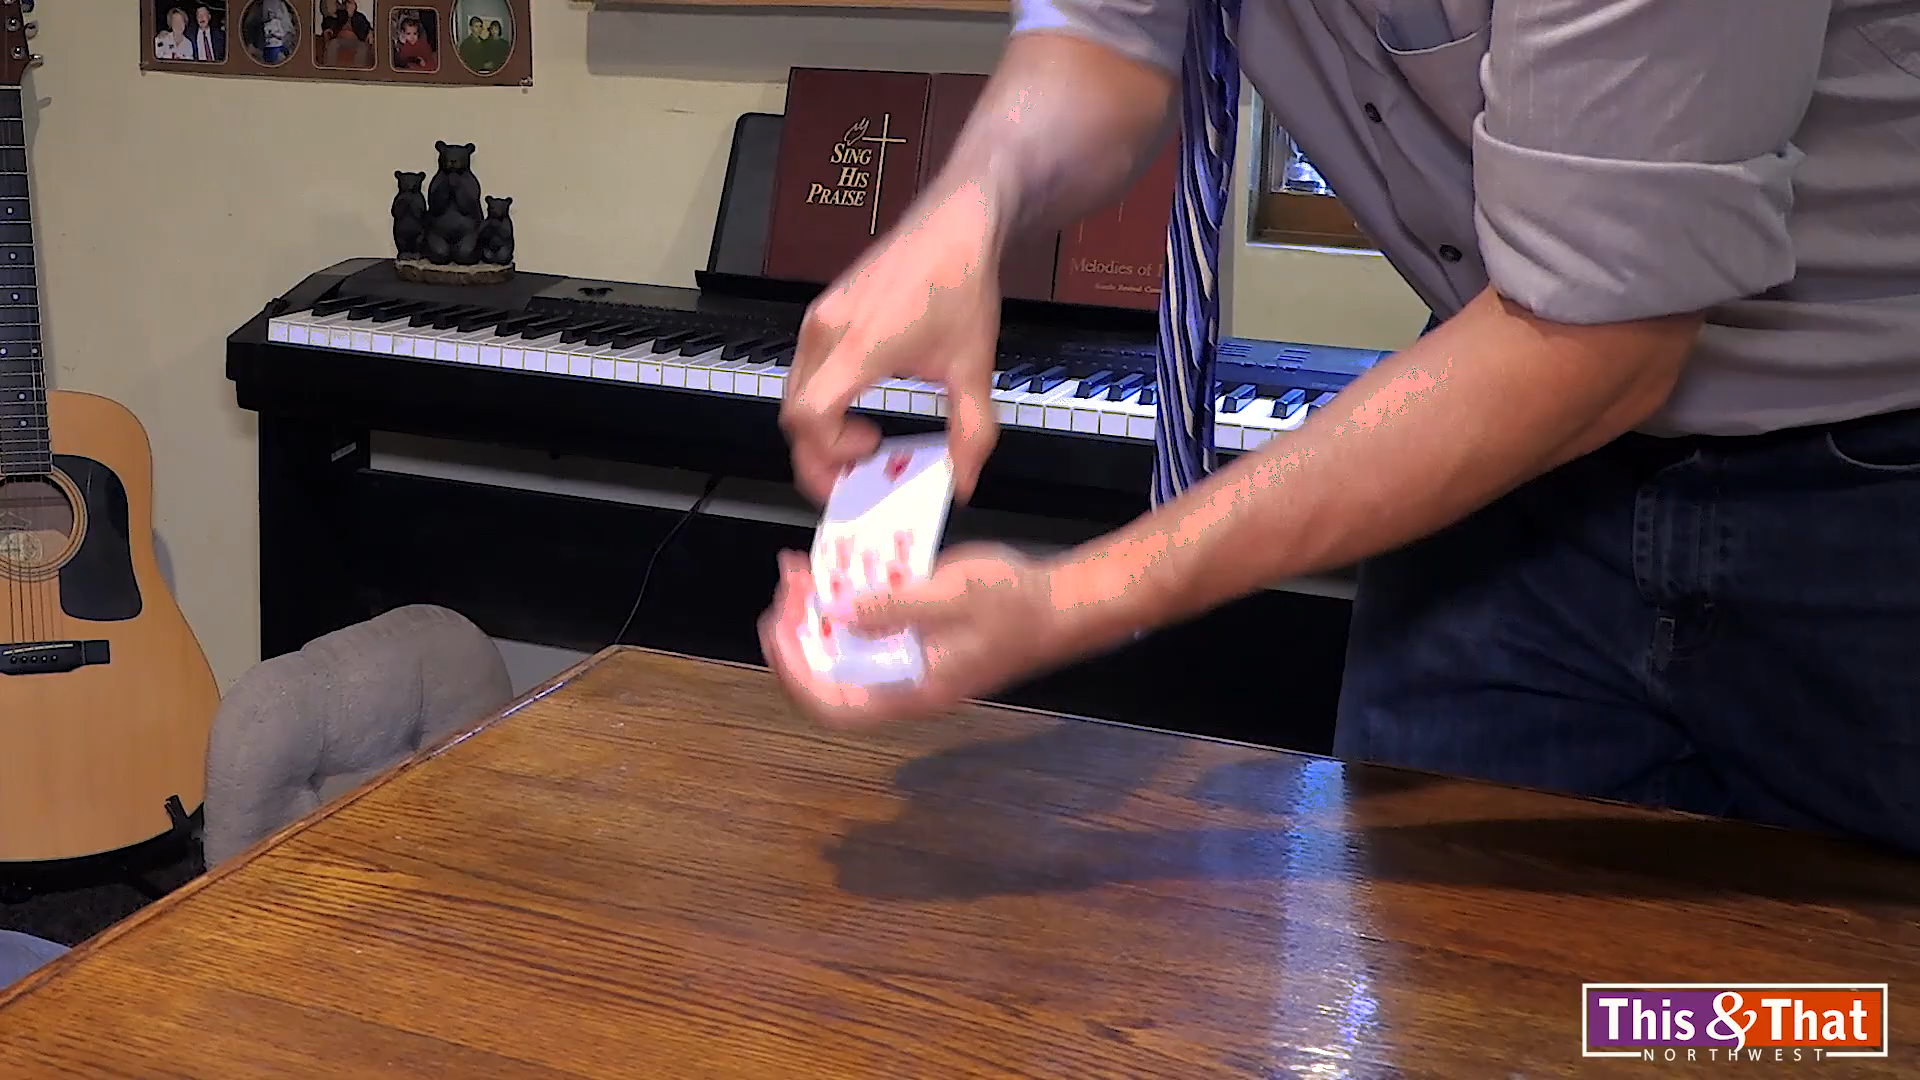 SING
HIS
PRAISE
Melodies of
This & That
NORTHWEST